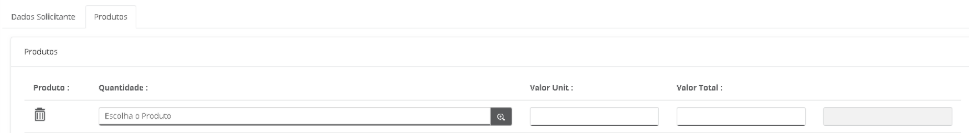 Dados Solicitante Produtos
Produtos
Produto : Quantidade : Valor Unit : Valor Total :
Escolha o Produto